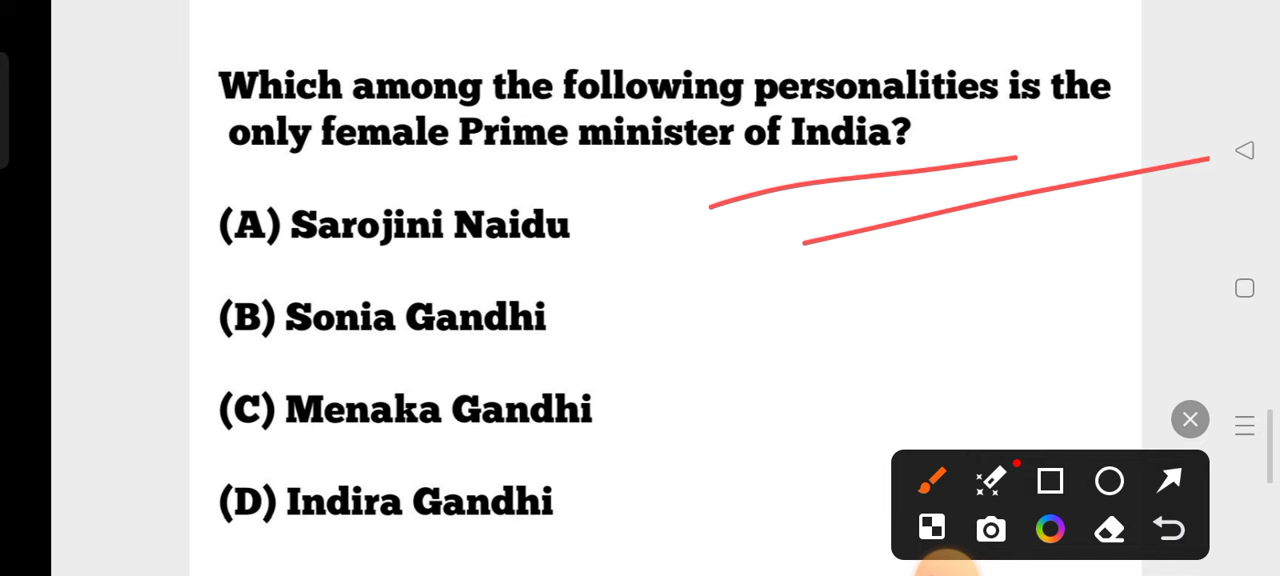 Which among the following personalities is the
only female Prime minister of India?
(A) Sarojini Naidu
(B) Sonia Gandhi
(C) Menaka Gandhi
(D) Indira Gandhi